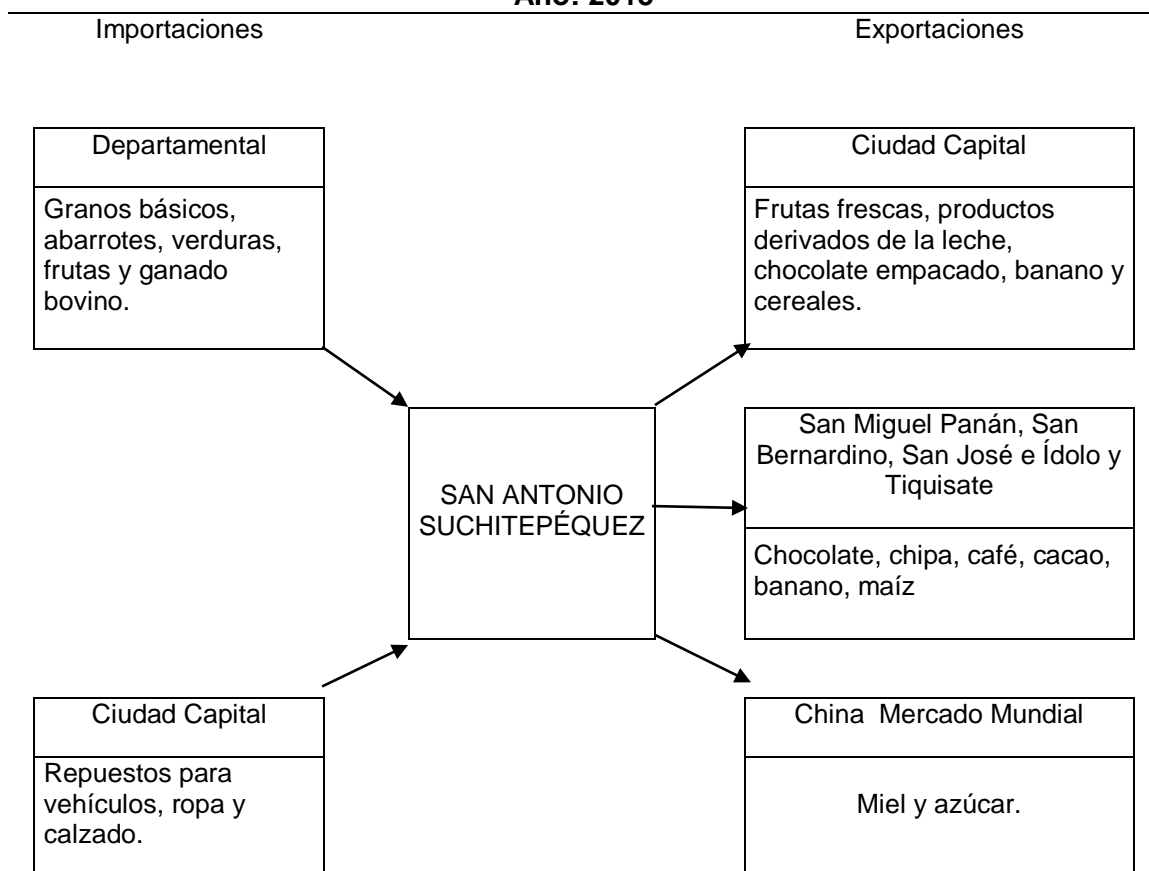 Importaciones
Exportaciones
Departamental
Granos básicos,
abarrotes, verduras,
frutas y ganado
bovino.
Ciudad Capital
Frutas frescas, productos
derivados de la leche,
chocolate empacado, banano y
cereales.
SAN ANTONIO
SUCHITEPÉQUEZ
San Miguel Panán, San
Bernardino, San José e Ídolo y
Tiquisate
Chocolate, chipa, café, cacao,
banano, maíz
Ciudad Capital
Repuestos para
vehículos, ropa y
calzado.
China  Mercado Mundial
Miel y azúcar.